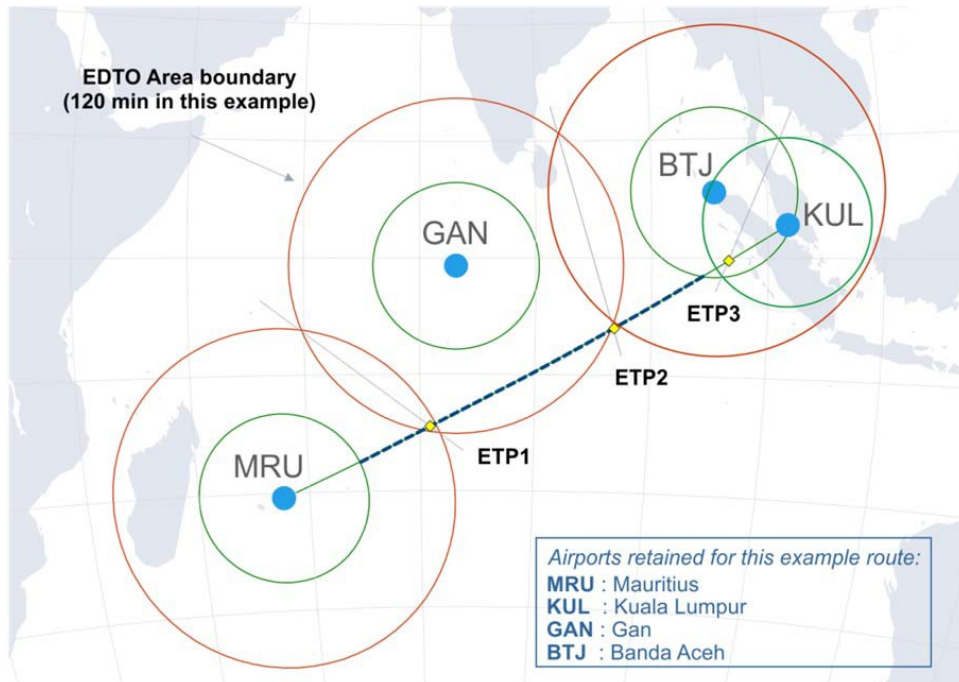 EDTO Area boundary
(120 min in this example)
BTJ
KUL
GAN
ETP3
ETP2
ETP1
MRU
Airports retained for this example route:
MRU : Mauritius
KUL : Kuala Lumpur
GAN : Gan
BTJ : Banda Aceh